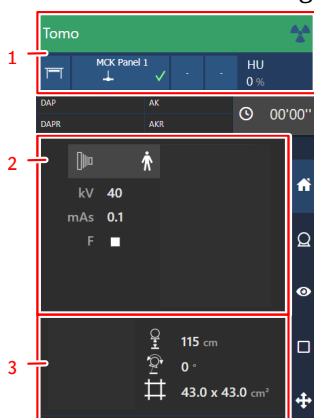 Tomo
1
MCK Panel 1
- -
HU
0 %
DAP AK
DAPR AKR
00'00''
2
kV 40
mAs 0.1
F
3
115 cm
0 °
43.0 x 43.0 cm²